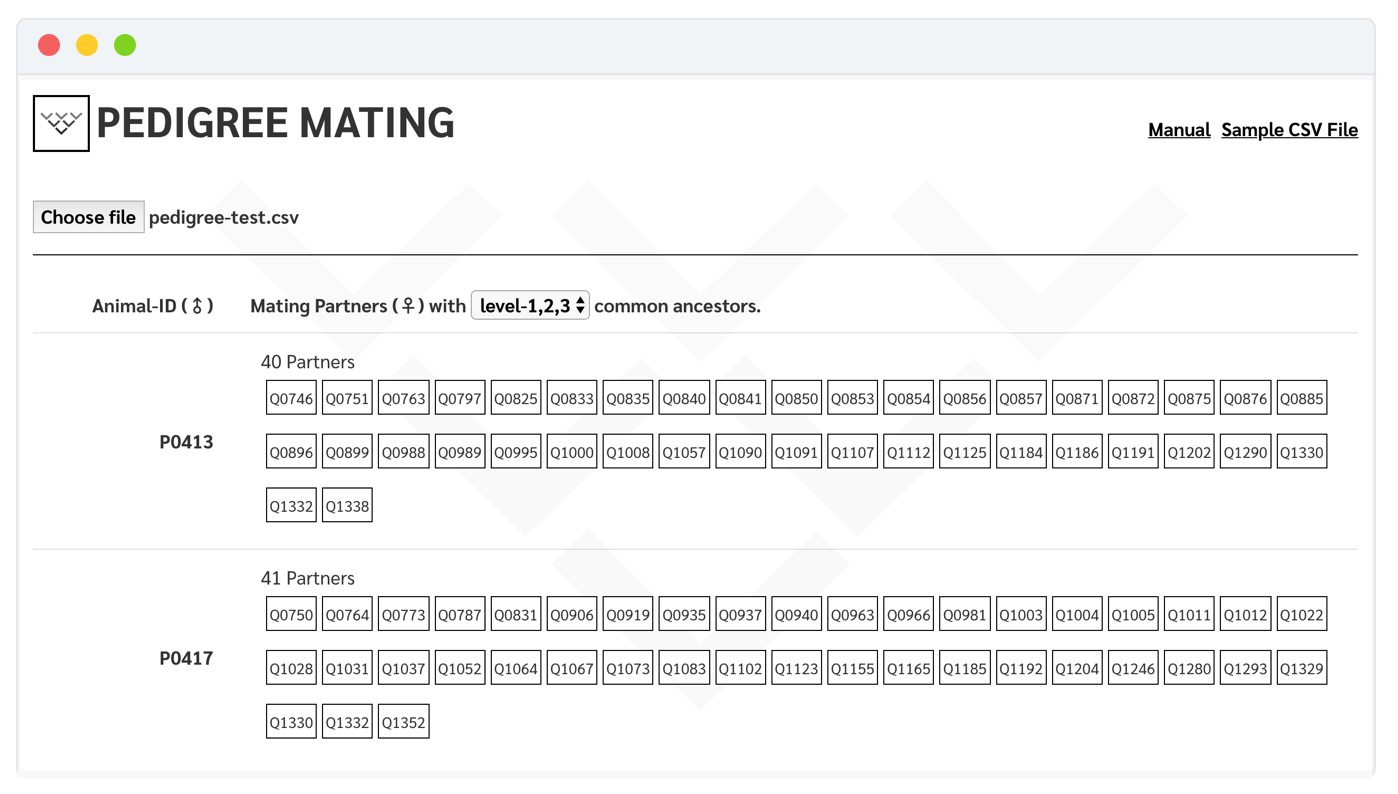 PEDIGREE MATING
Manual Sample CSV File
Choose file pedigree-test.csv
Animal-ID (⚨) Mating Partners (♀) with level-1,2,3 common ancestors.
40 Partners
Q0746 Q0751 Q0763 Q0797 Q0825 Q0833 Q0835 Q0840 Q0841 Q0850 Q0853 Q0854 Q0856 Q0857 Q0871 Q0872 Q0875 Q0876 Q0885
P0413
Q0896 Q0899 Q0988 Q0989 Q0995 Q1000 Q1008 Q1057 Q1090 Q1091 Q1107 Q1112 Q1125 Q1184 Q1186 Q1191 Q1202 Q1290 Q1330
Q1332 Q1338
41 Partners
Q0750 Q0764 Q0773 Q0787 Q0831 Q0906 Q0919 Q0935 Q0937 Q0940 Q0963 Q0966 Q0981 Q1003 Q1004 Q1005 Q1011 Q1012 Q1022
P0417
Q1028 Q1031 Q1037 Q1052 Q1064 Q1067 Q1073 Q1083 Q1102 Q1123 Q1155 Q1165 Q1185 Q1192 Q1204 Q1246 Q1280 Q1293 Q1329
Q1330 Q1332 Q1352